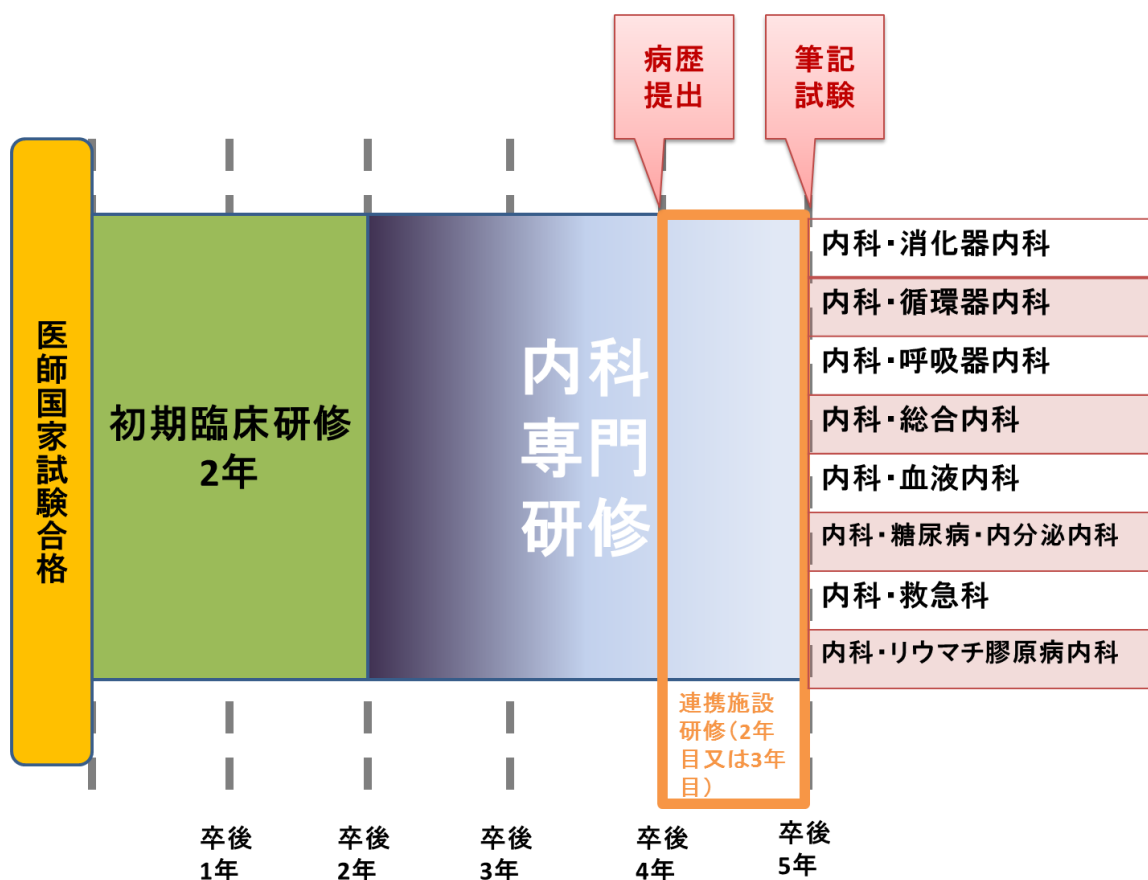 病歴
提出
筆記
試験
医師国家試験合格
初期臨床研修
2年
内科
専門
研修
内科・消化器内科
内科・循環器内科
内科・呼吸器内科
内科・総合内科
内科・血液内科
内科・糖尿病・内分泌内科
内科・救急科
内科・リウマチ膠原病内科
連携施設
研修（2年
目又は3年
目）
卒後
1年
卒後
2年
卒後
3年
卒後
4年
卒後
5年